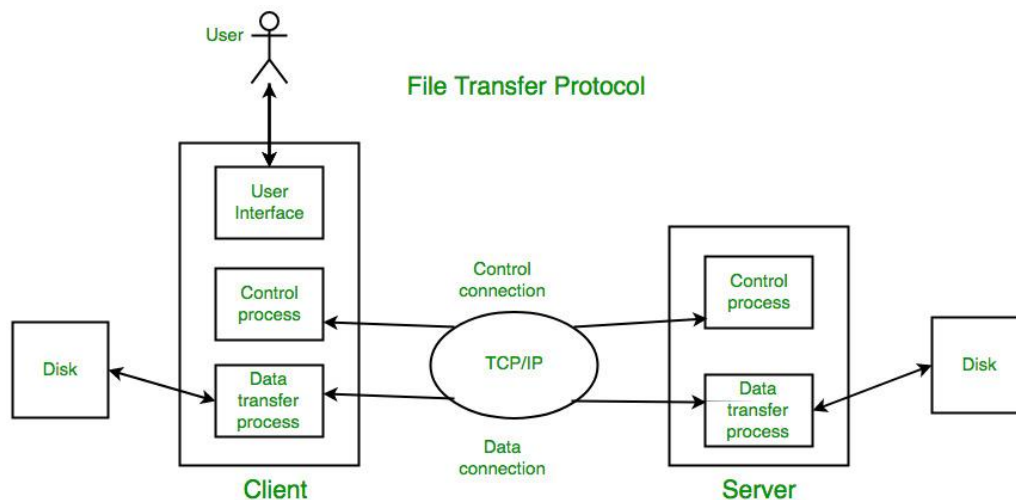 User
File Transfer Protocol
User
Interface
Control
process
Data
transfer
process
Disk
Client
Control
connection
TCP/IP
Data
connection
Control
process
Data
transfer
process
Disk
Server